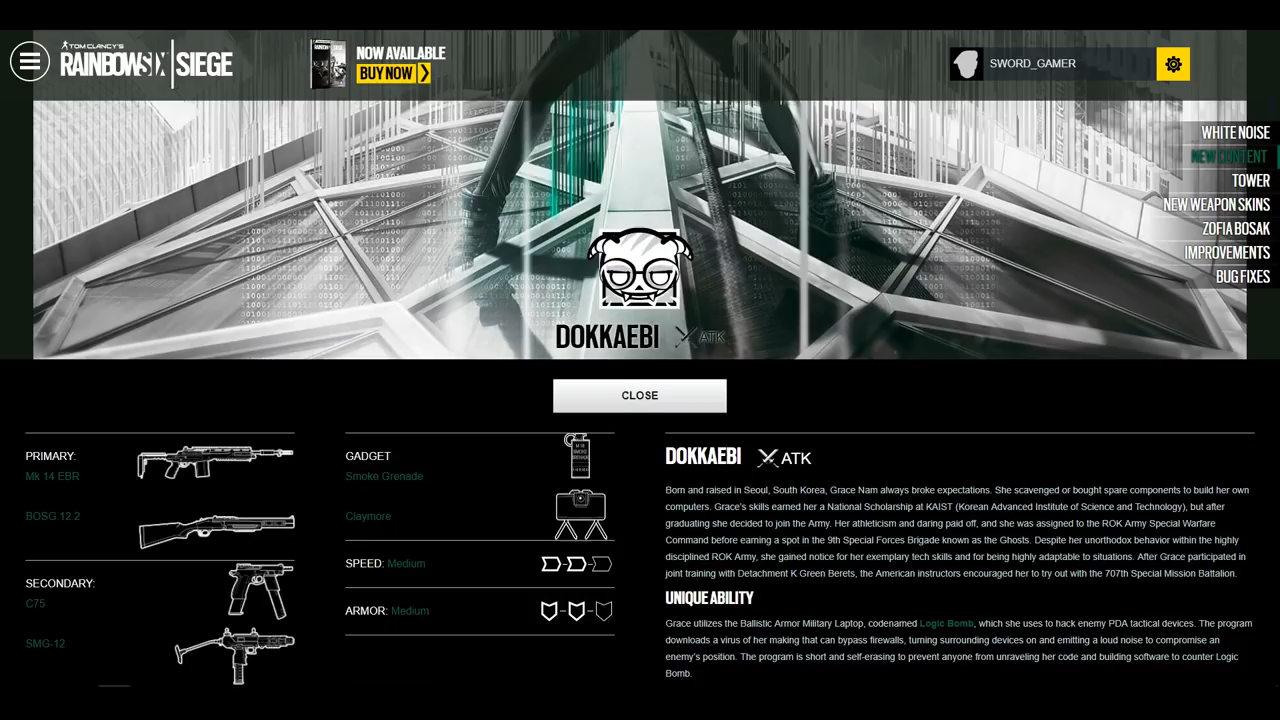 TOM CLANCY'S
RAINBOWSIX | SIEGE
NOW AVAILABLE
BUY NOW
SWORD_GAMER
WHITE NOISE
NEW CONTENT
TOWER
NEW WEAPON SKINS
ZOFIA BOSAK
IMPROVEMENTS
BUG FIXES
DOKKAEBI ATK
CLOSE
PRIMARY:
Mk 14 EBR
BOSG.12.2
SECONDARY:
C75
SMG-12
GADGET
Smoke Grenade
Claymore
SPEED: Medium
ARMOR: Medium
DOKKAEBI ATK
Born and raised in Seoul, South Korea, Grace Nam always broke expectations. She scavenged or bought spare components to build her own
computers. Grace's skills earned her a National Scholarship at KAIST (Korean Advanced Institute of Science and Technology), but after
graduating she decided to join the Army. Her athleticism and daring paid off, and she was assigned to the ROK Army Special Warfare
Command before earning a spot in the 9th Special Forces Brigade known as the Ghosts. Despite her unorthodox behavior within the highly
disciplined ROK Army, she gained notice for her exemplary tech skills and for being highly adaptable to situations. After Grace participated in
joint training with Detachment K Green Berets, the American instructors encouraged her to try out with the 707th Special Mission Battalion.
UNIQUE ABILITY
Grace utilizes the Ballistic Armor Military Laptop, codenamed Logic Bomb, which she uses to hack enemy PDA tactical devices. The program
downloads a virus of her making that can bypass firewalls, turning surrounding devices on and emitting a loud noise to compromise an
enemy's position. The program is short and self-erasing to prevent anyone from unraveling her code and building software to counter Logic
Bomb.